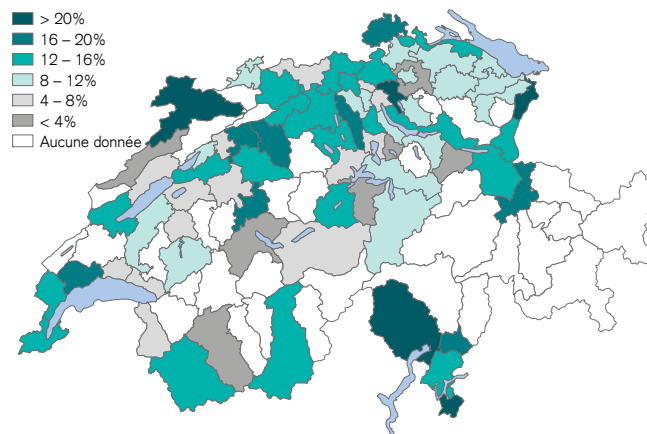 > 20%
16 – 20%
12 – 16%
8 – 12%
4 – 8%
< 4%
Aucune donnée